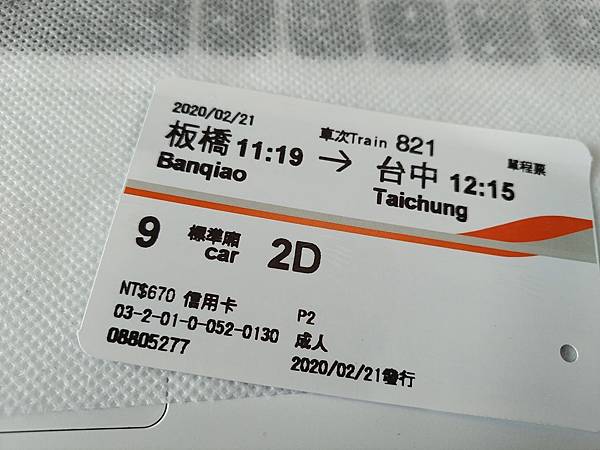 2020/02/21
車次Train 821
單程票
板橋 11:19 → 台中 12:15
Banqiao Taichung
9 標準廂 car 2D
NT$670 信用卡 P2
03-2-01-0-052-0130 成人
08805277 2020/02/21發行